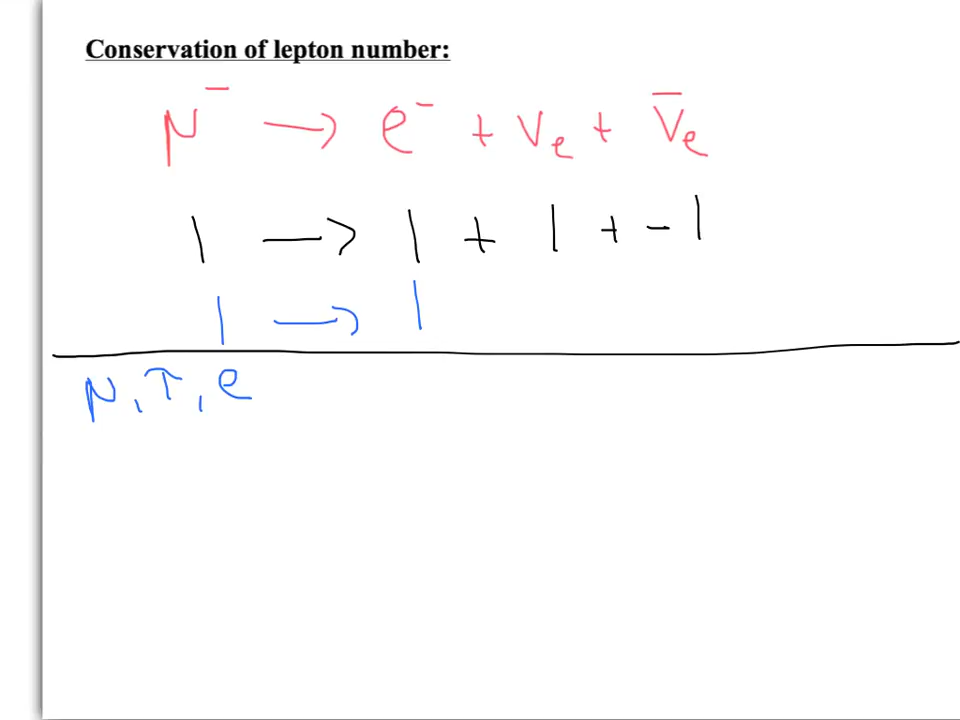 Conservation of lepton number:
μ⁻ → e⁻ + νₑ + ν̅ₑ
1 → 1 + 1 + -1
1 → 1
μ, τ, e